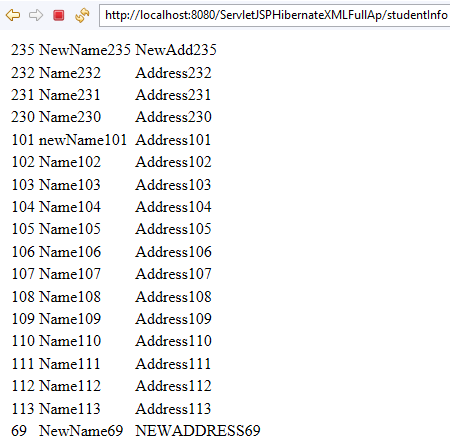 http://localhost:8080/ServletJSPHibernateXMLFullAp/studentInfo
235 NewName235 NewAdd235
232 Name232 Address232
231 Name231 Address231
230 Name230 Address230
101 newName101 Address101
102 Name102 Address102
103 Name103 Address103
104 Name104 Address104
105 Name105 Address105
106 Name106 Address106
107 Name107 Address107
108 Name108 Address108
109 Name109 Address109
110 Name110 Address110
111 Name111 Address111
112 Name112 Address112
113 Name113 Address113
69 NewName69 NEWADDRESS69